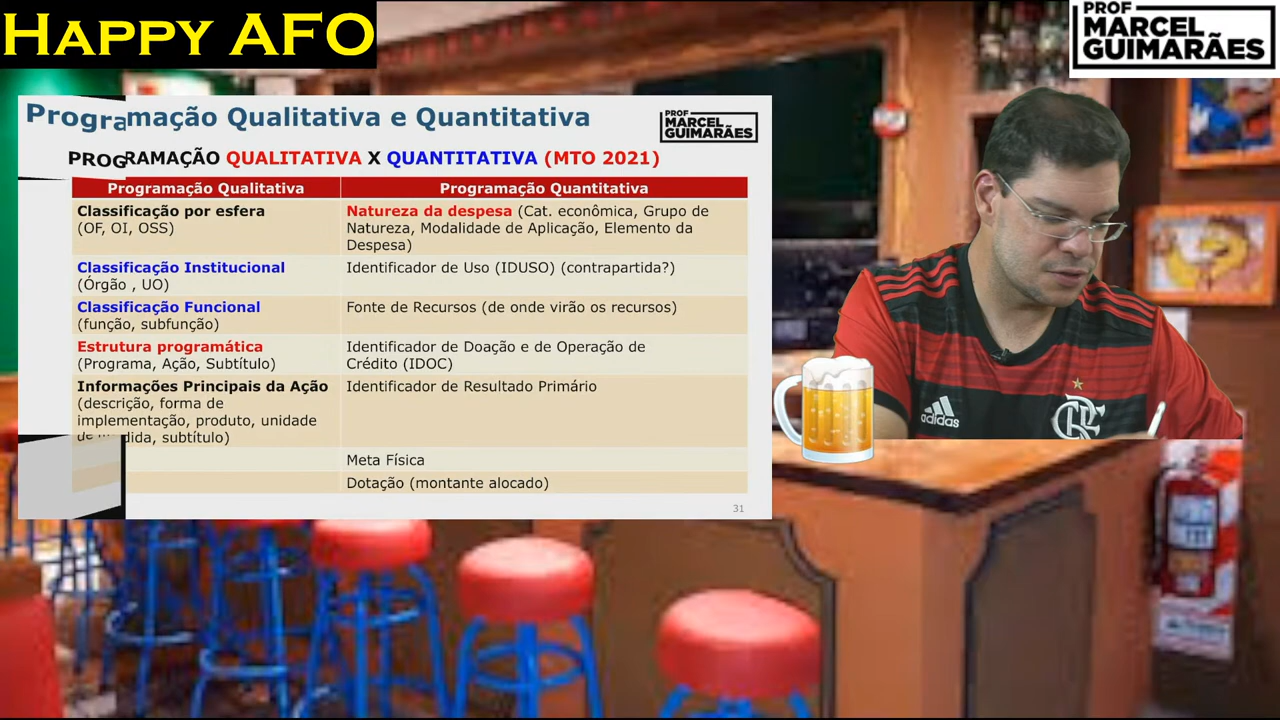 HAPPY AFO
PROF
MARCEL
GUIMARÃES
Programação Qualitativa e Quantitativa
PROF
MARCEL
GUIMARÃES
PROGRAMAÇÃO QUALITATIVA X QUANTITATIVA (MTO 2021)
Programação Qualitativa
Programação Quantitativa
Classificação por esfera
(OF, OI, OSS)
Natureza da despesa (Cat. econômica, Grupo de
Natureza, Modalidade de Aplicação, Elemento da
Despesa)
Classificação Institucional
(Órgão , UO)
Identificador de Uso (IDUSO) (contrapartida?)
Classificação Funcional
(função, subfunção)
Fonte de Recursos (de onde virão os recursos)
Estrutura programática
(Programa, Ação, Subtítulo)
Identificador de Doação e de Operação de
Crédito (IDOC)
Informações Principais da Ação
(descrição, forma de
implementação, produto, unidade
de medida, subtítulo)
Identificador de Resultado Primário
Meta Física
Dotação (montante alocado)
31
adidas
CRF